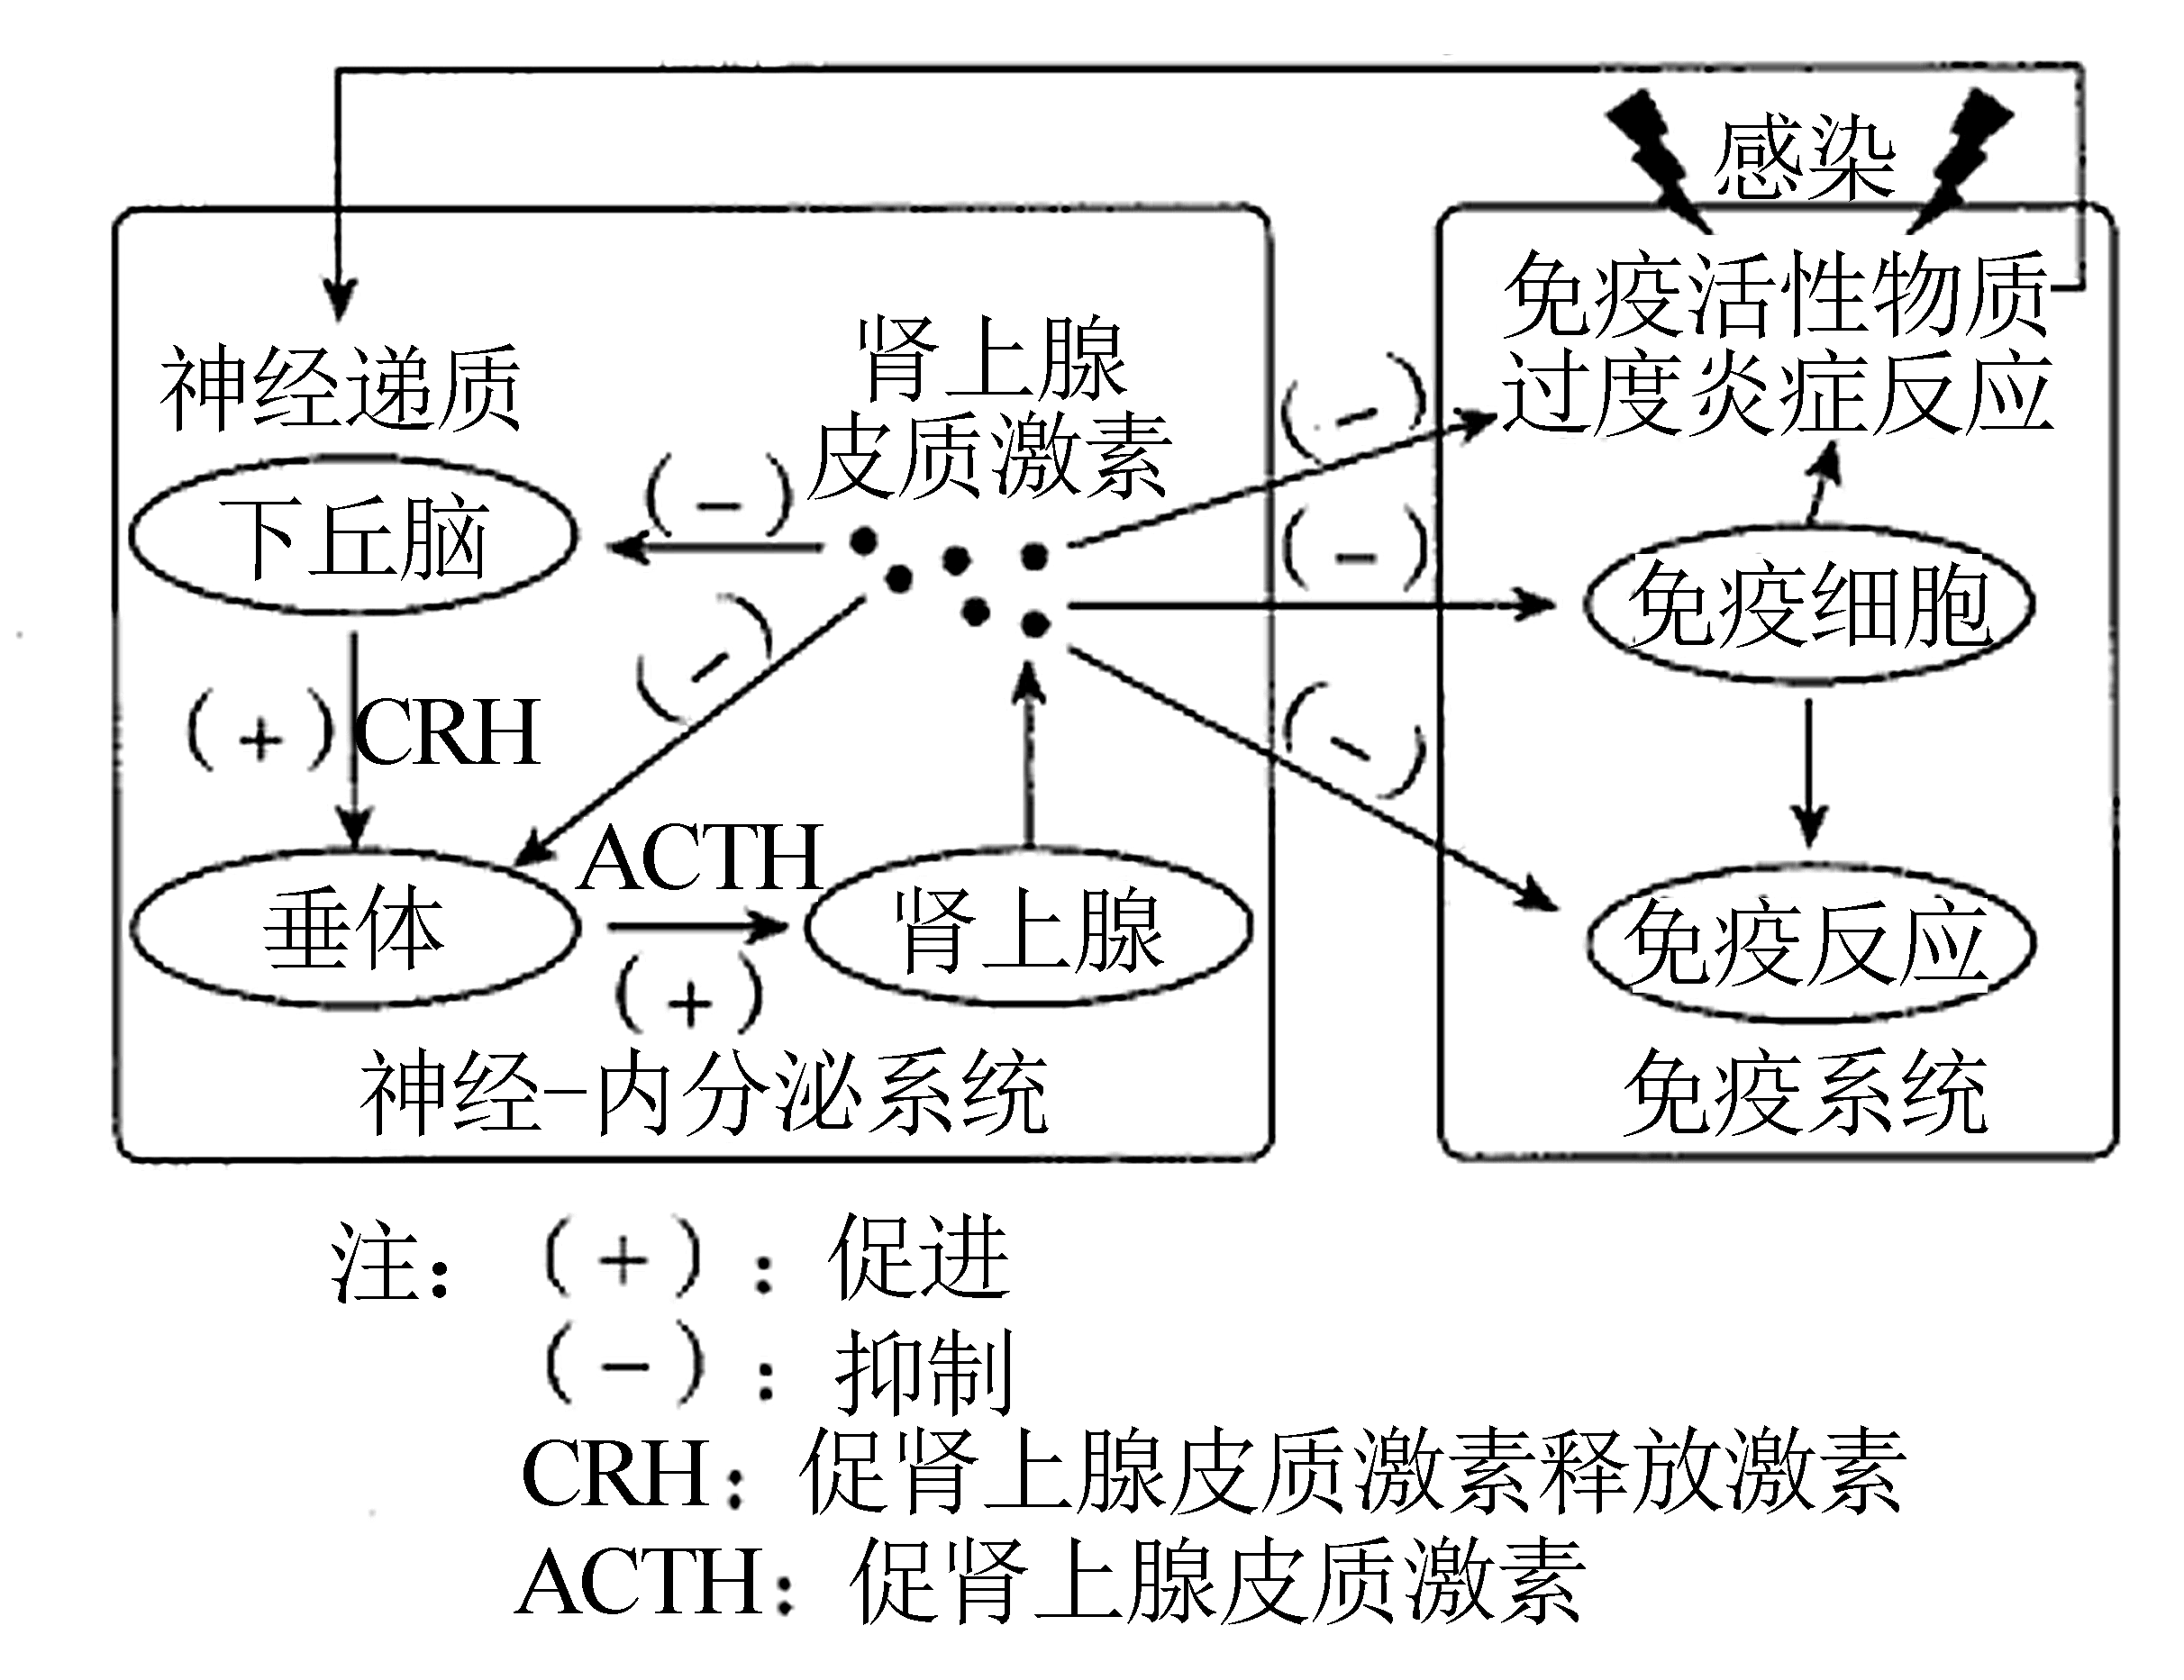 感染
免疫活性物质
过度炎症反应
神经递质
肾上腺
皮质激素
(-)
(-)
(-)
下丘脑
免疫细胞
(-)
(-)
(+)CRH
垂体
ACTH
(+)
肾上腺
免疫反应
神经-内分泌系统
免疫系统
注：(+)：促进
(-)：抑制
CRH：促肾上腺皮质激素释放激素
ACTH：促肾上腺皮质激素